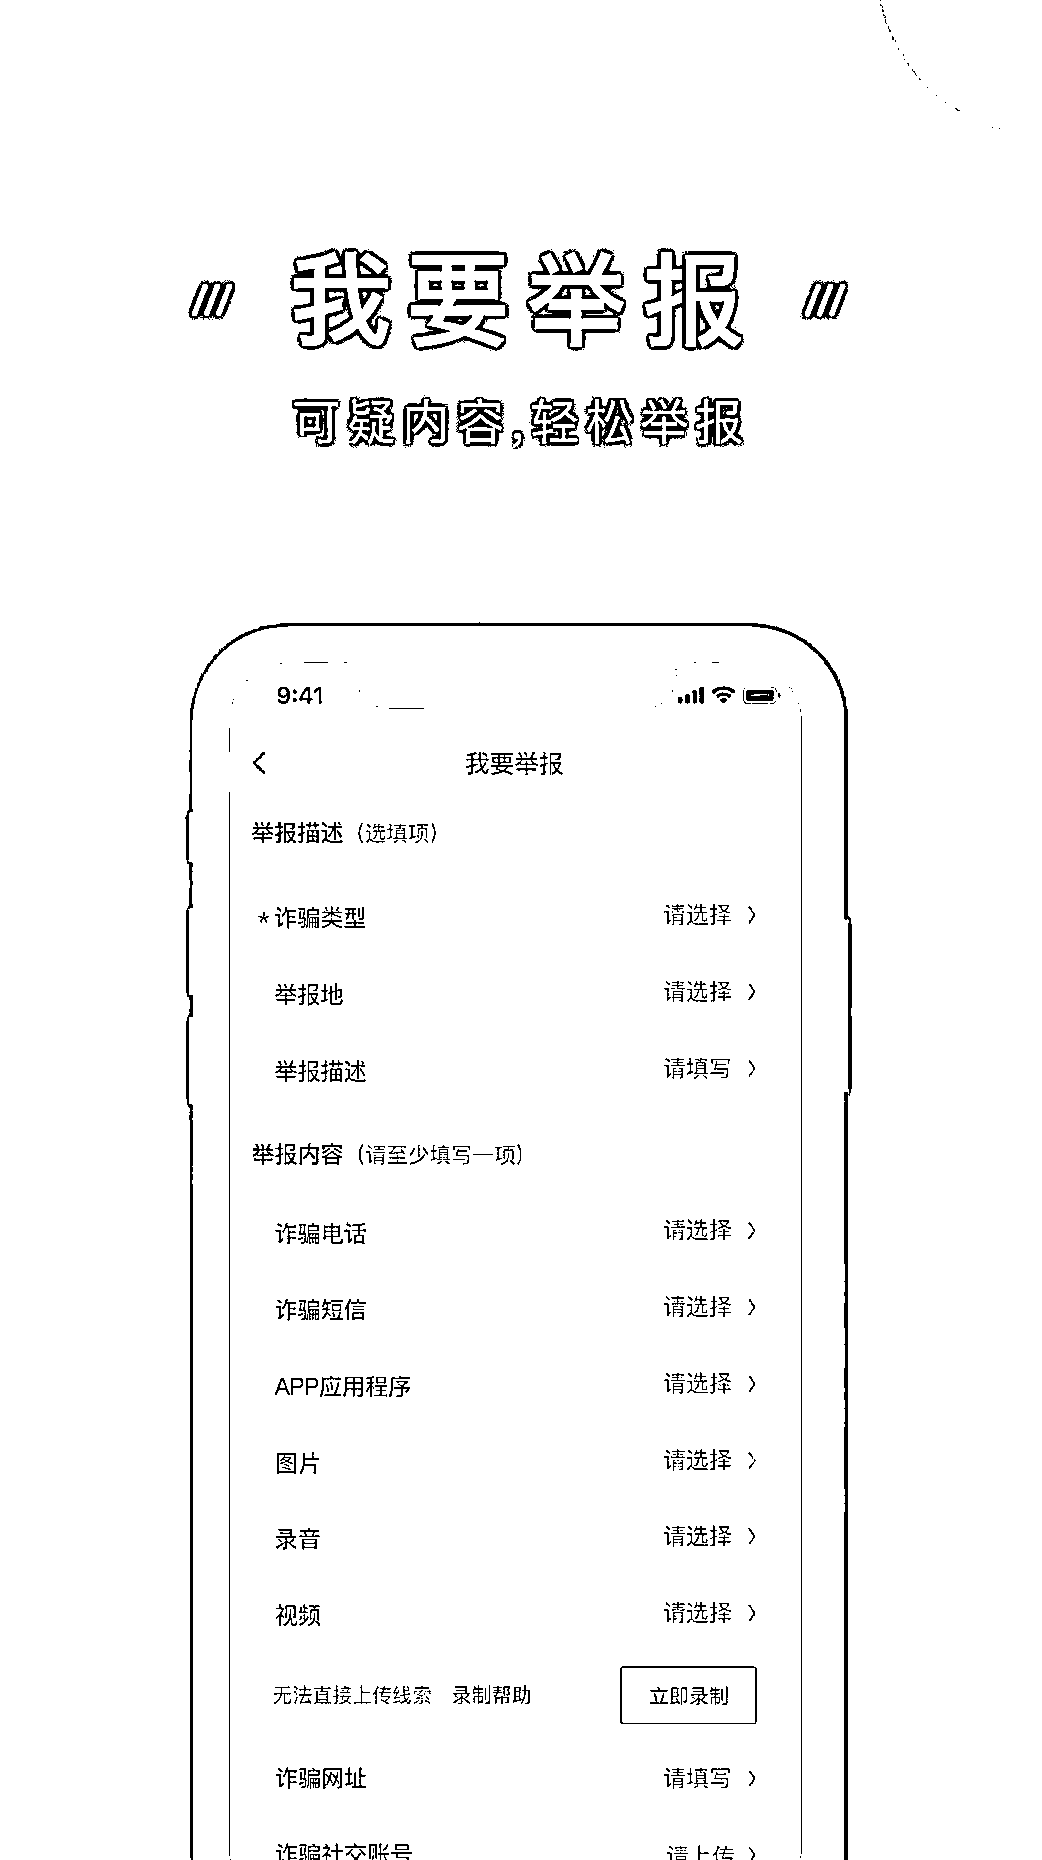 我要举报
可疑内容,轻松举报
9:41
我要举报
举报描述（选填项）
*诈骗类型 请选择
举报地 请选择
举报描述 请填写
举报内容（请至少填写一项）
诈骗电话 请选择
诈骗短信 请选择
APP应用程序 请选择
图片 请选择
录音 请选择
视频 请选择
无法直接上传线索 录制帮助 立即录制
诈骗网址 请填写
诈骗社交账号 请上传